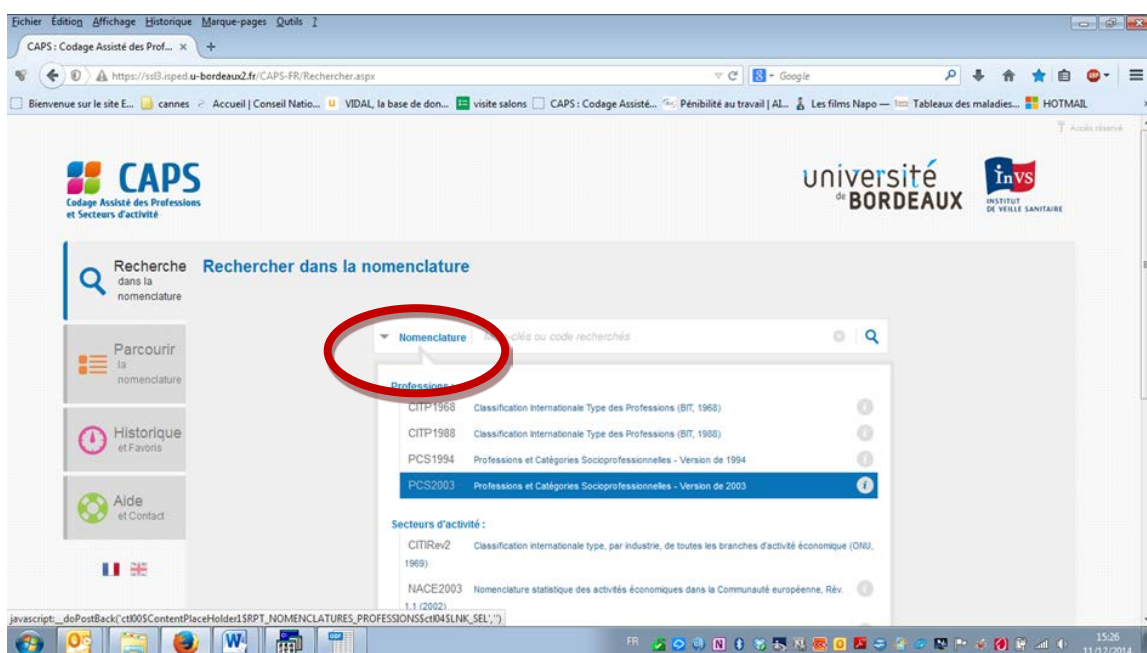 Fichier Édition Affichage Historique Marque-pages Outils ?
CAPS : Codage Assisté des Prof... × +
https://ssl3.isped.u-bordeaux2.fr/CAPS-FR/Rechercher.aspx
Google
Bienvenue sur le site E... cannes Accueil | Conseil Natio... VIDAL, la base de don... visite salons CAPS : Codage Assisté... Pénibilité au travail | AL... Les films Napo — Tableaux des maladies... HOTMAIL
Accès réservé
CAPS
Codage Assisté des Professions
et Secteurs d'activité
université
de BORDEAUX
invs
INSTITUT
DE VEILLE SANITAIRE
Recherche
dans la
nomenclature
Rechercher dans la nomenclature
Nomenclature
ou code recherchés
Parcourir
la
nomenclature
Historique
et Favoris
Aide
et Contact
Professions :
CITP1968 Classification Internationale Type des Professions (BIT, 1968)
CITP1988 Classification Internationale Type des Professions (BIT, 1988)
PCS1994 Professions et Catégories Socioprofessionnelles - Version de 1994
PCS2003 Professions et Catégories Socioprofessionnelles - Version de 2003
Secteurs d'activité :
CITIRev2 Classification internationale type, par industrie, de toutes les branches d'activité économique (ONU,
1969)
NACE2003 Nomenclature statistique des activités économiques dans la Communauté européenne, Rév.
1.1 (2002)
javascript:__doPostBack('ctl00$ContentPlaceHolder1$RPT_NOMENCLATURES_PROFESSIONS$ctl04$LNK_SEL','')
FR
15:26
11/12/2014